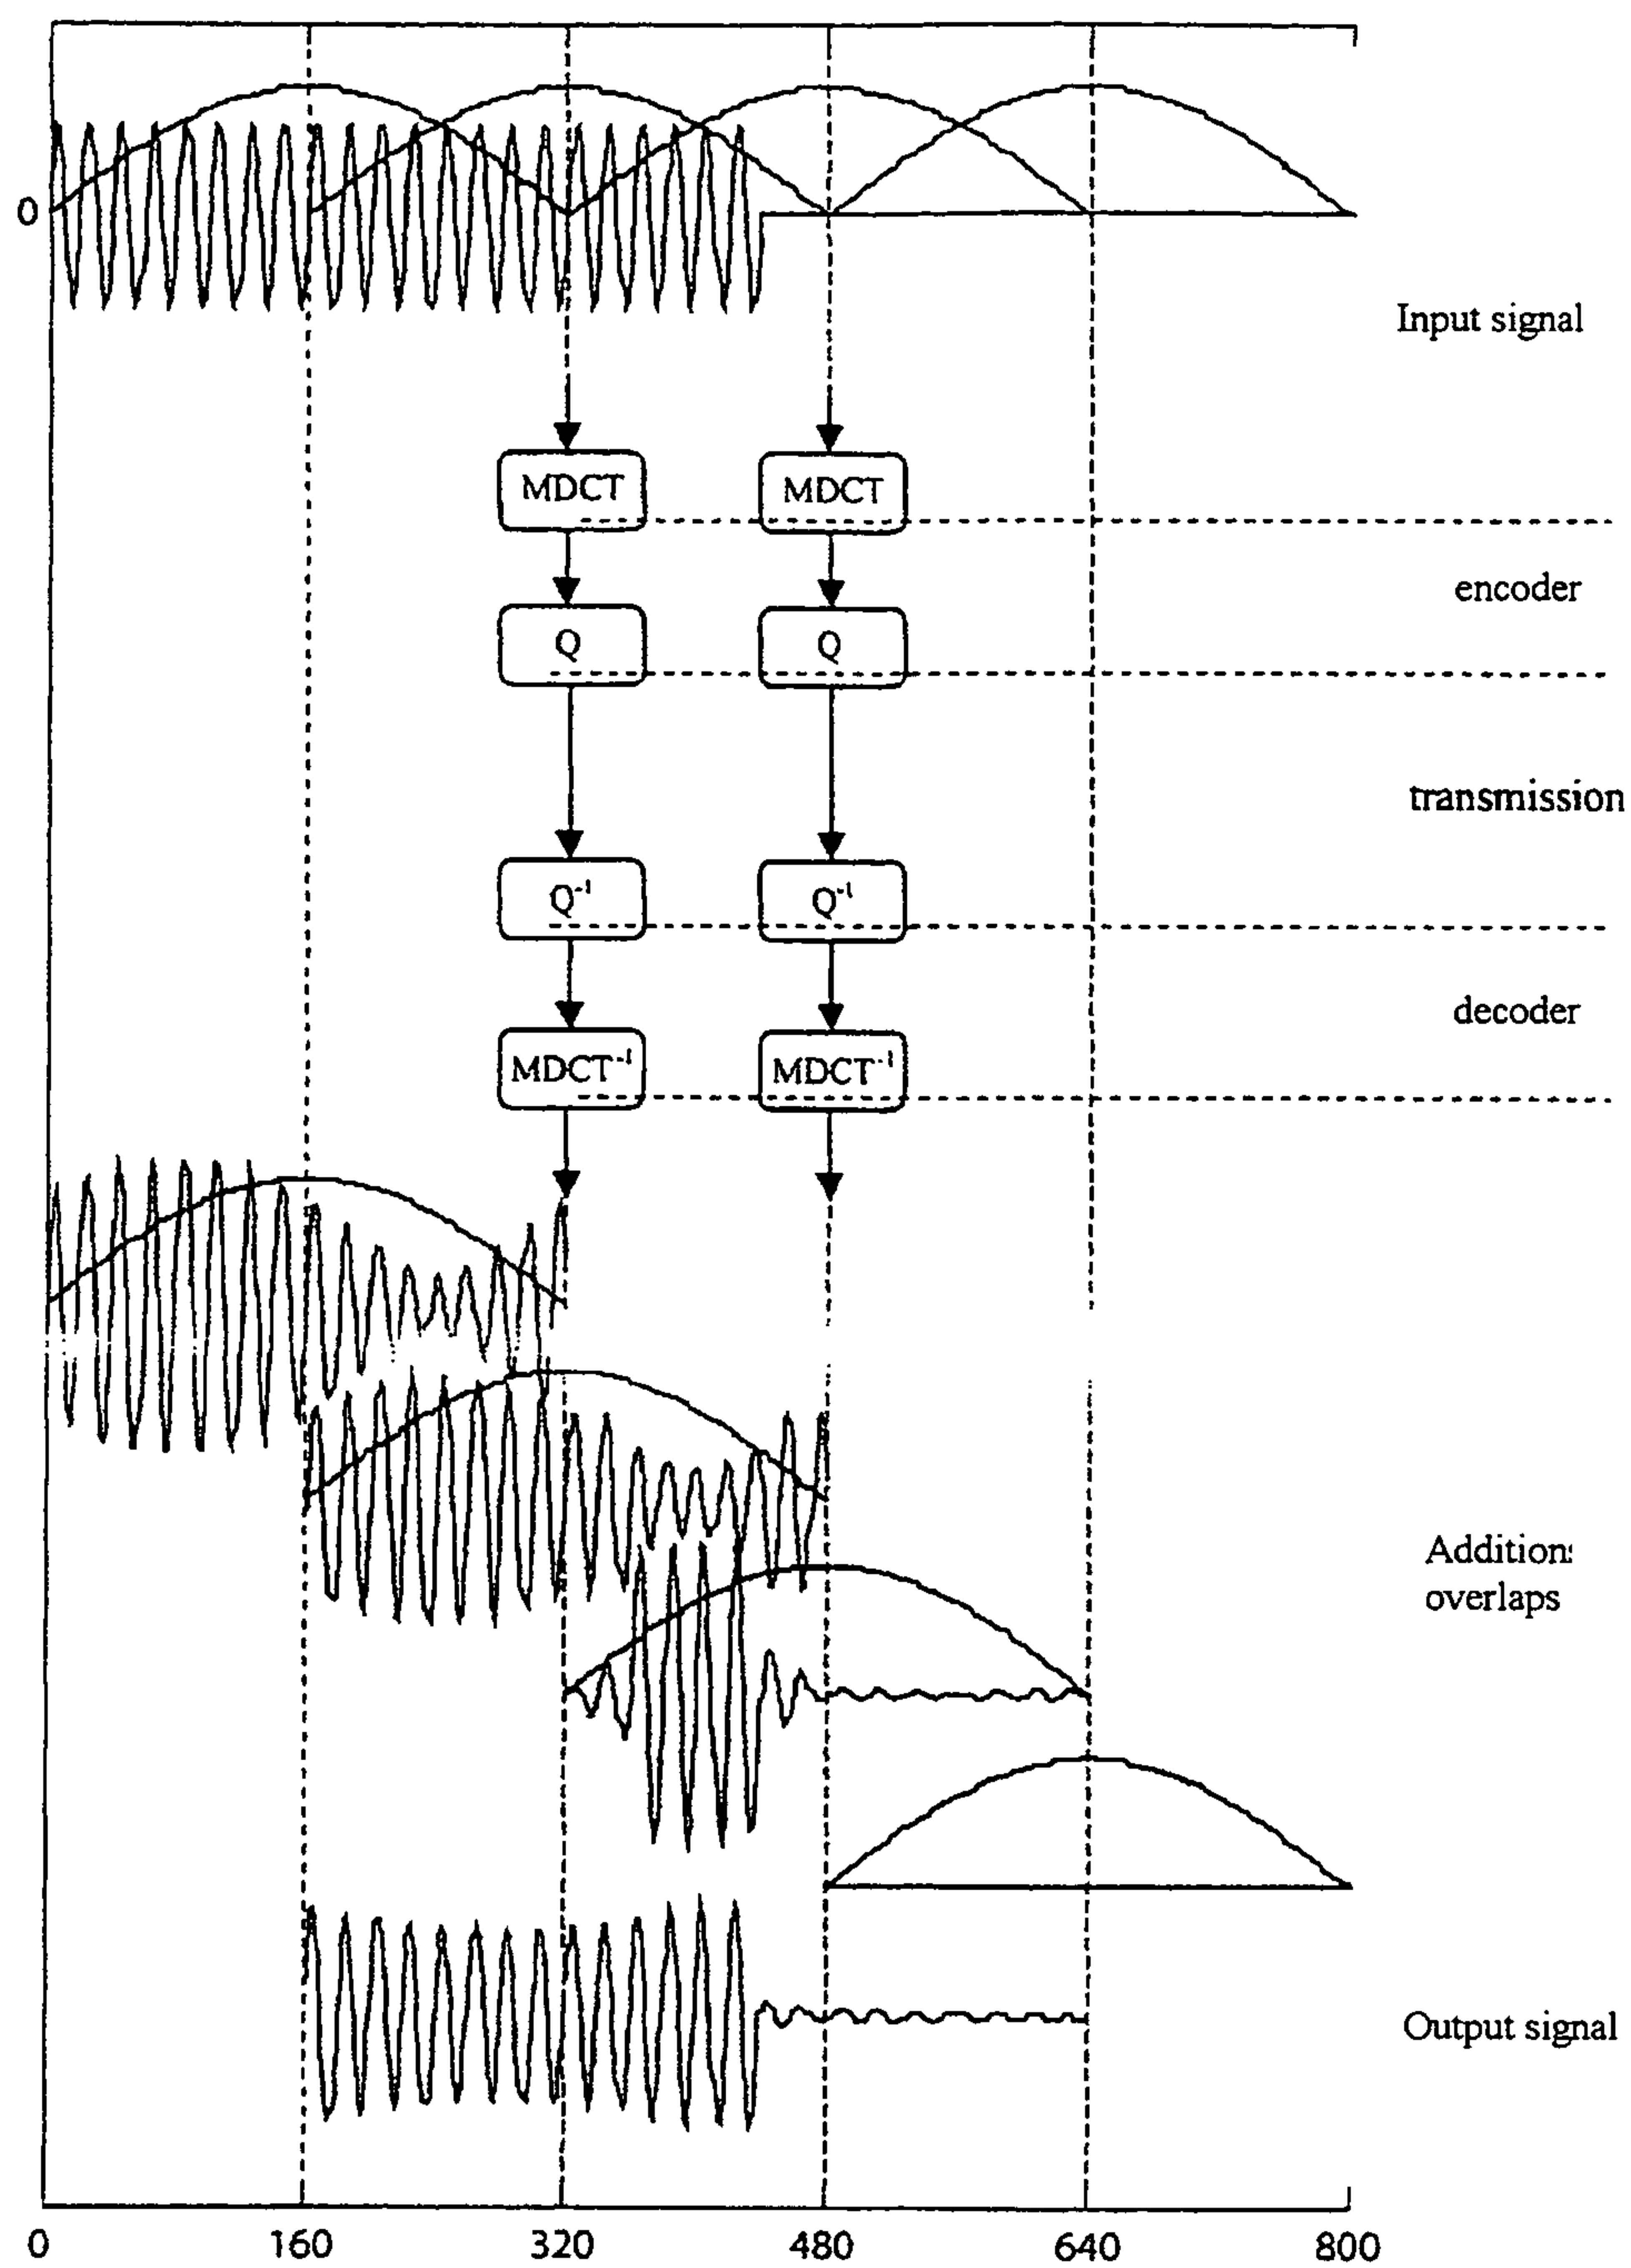 0
Input signal
MDCT MDCT
encoder
Q Q
transmission
Q⁻¹ Q⁻¹
decoder
MDCT⁻¹ MDCT⁻¹
Addition:
overlaps
Output signal
0 160 320 480 640 800